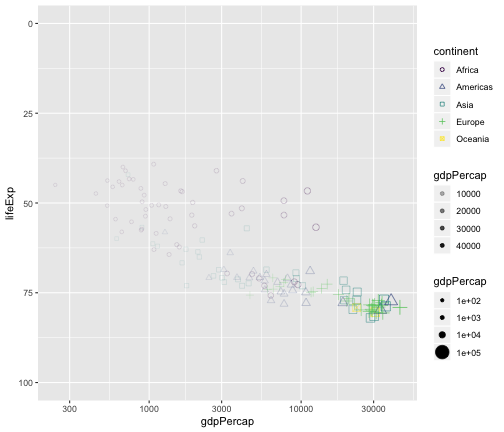 lifeExp
0
25
50
75
100
300
1000
3000
10000
30000
gdpPercap
continent
Africa
Americas
Asia
Europe
Oceania
gdpPercap
10000
20000
30000
40000
gdpPercap
1e+02
1e+03
1e+04
1e+05